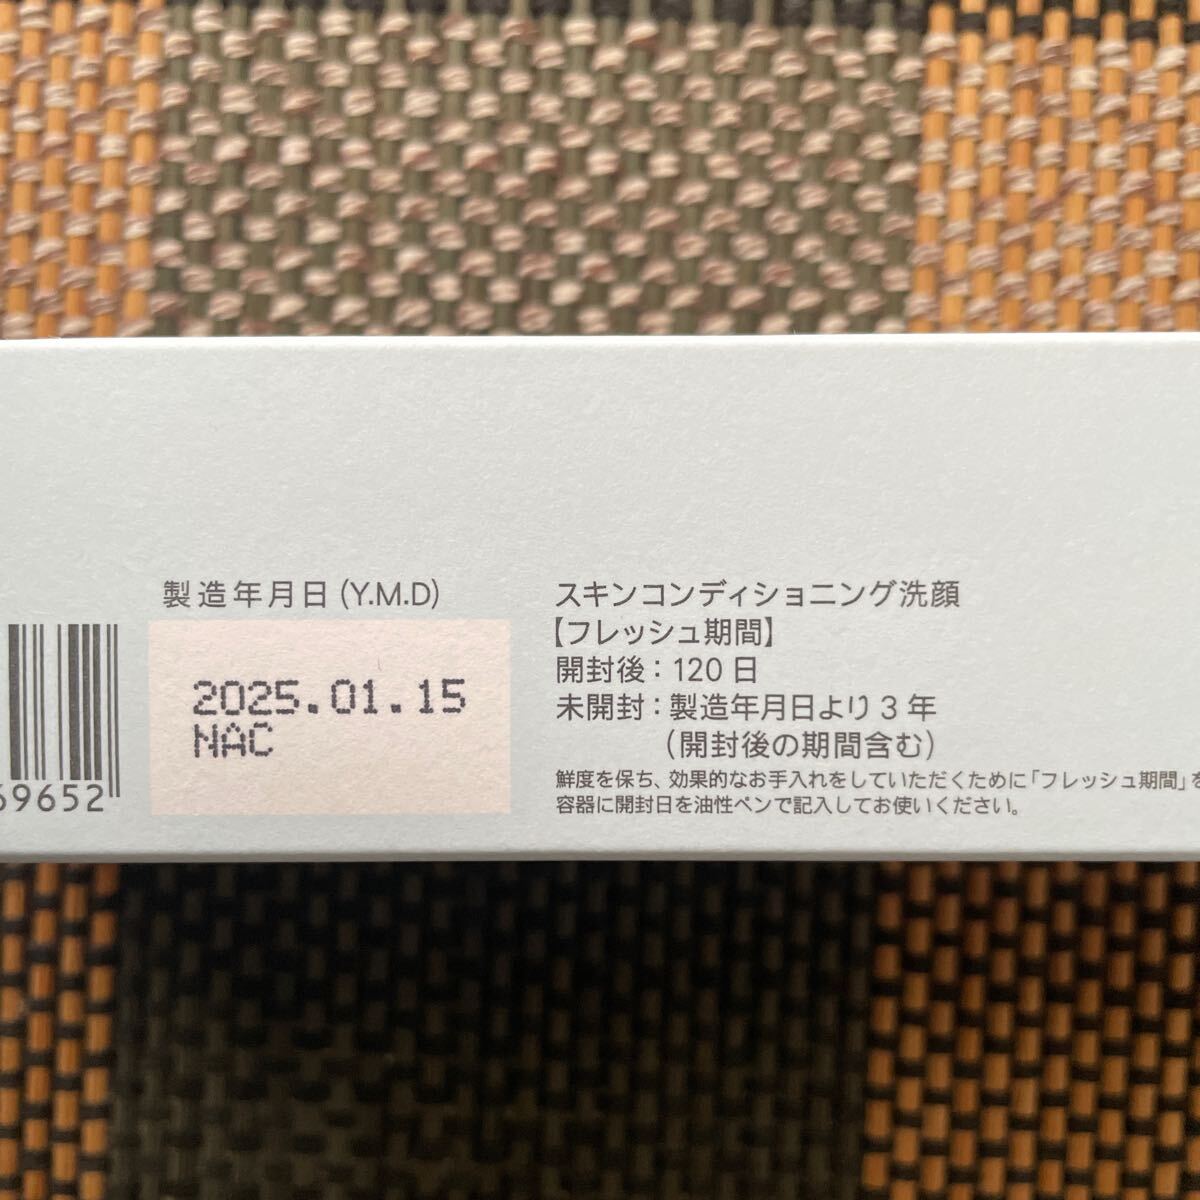 製造年月日(Y.M.D)
2025.01.15
NAC
69652
スキンコンディショニング洗顔
【フレッシュ期間】
開封後：120日
未開封：製造年月日より3年
(開封後の期間含む)
鮮度を保ち、効果的なお手入れをしていただくために「フレッシュ期間」を
容器に開封日を油性ペンで記入してお使いください。